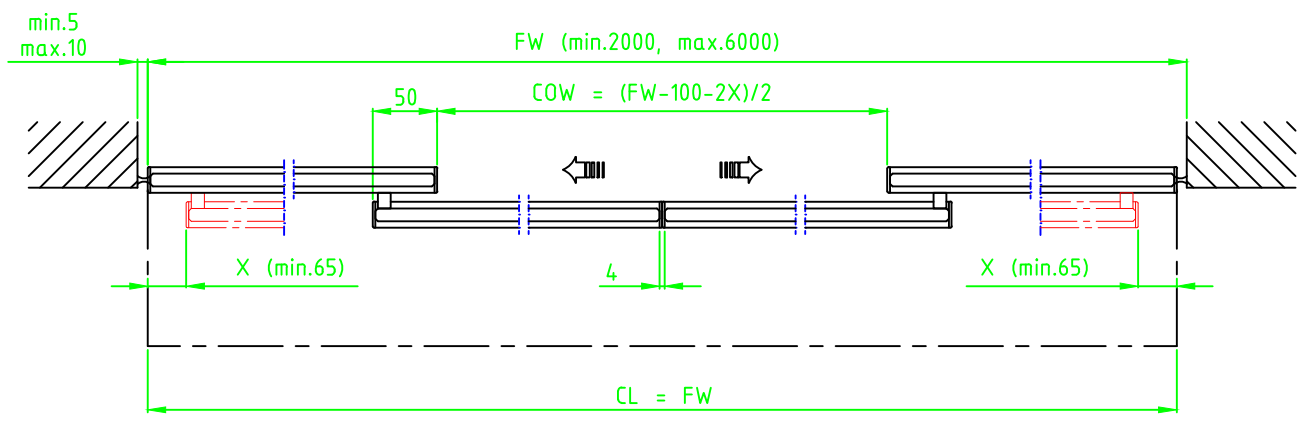 min.5
max.10
FW (min.2000, max.6000)
50
COW = (FW-100-2X)/2
X (min.65)
4
X (min.65)
CL = FW